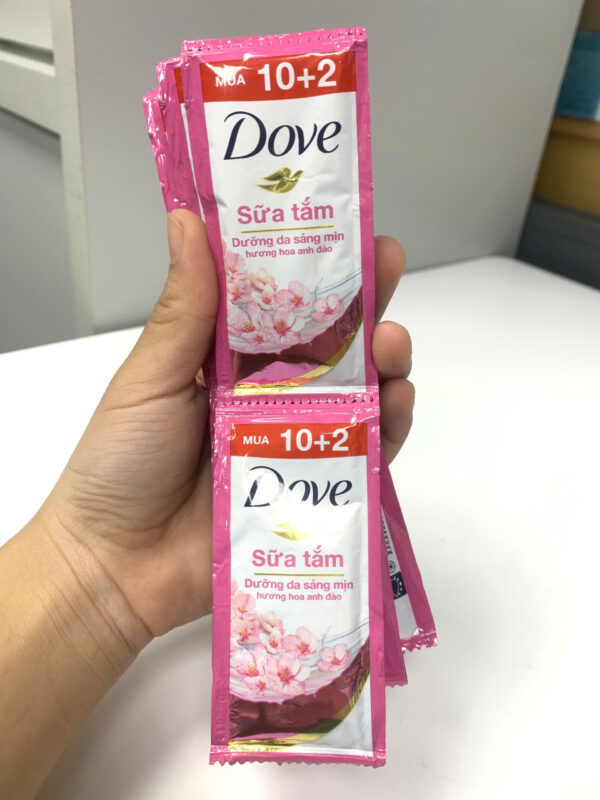 MUA 10+2
Dove
Sữa tắm
Dưỡng da sáng mịn
hương hoa anh đào
MUA 10+2
Dove
Sữa tắm
Dưỡng da sáng mịn
hương hoa anh đào